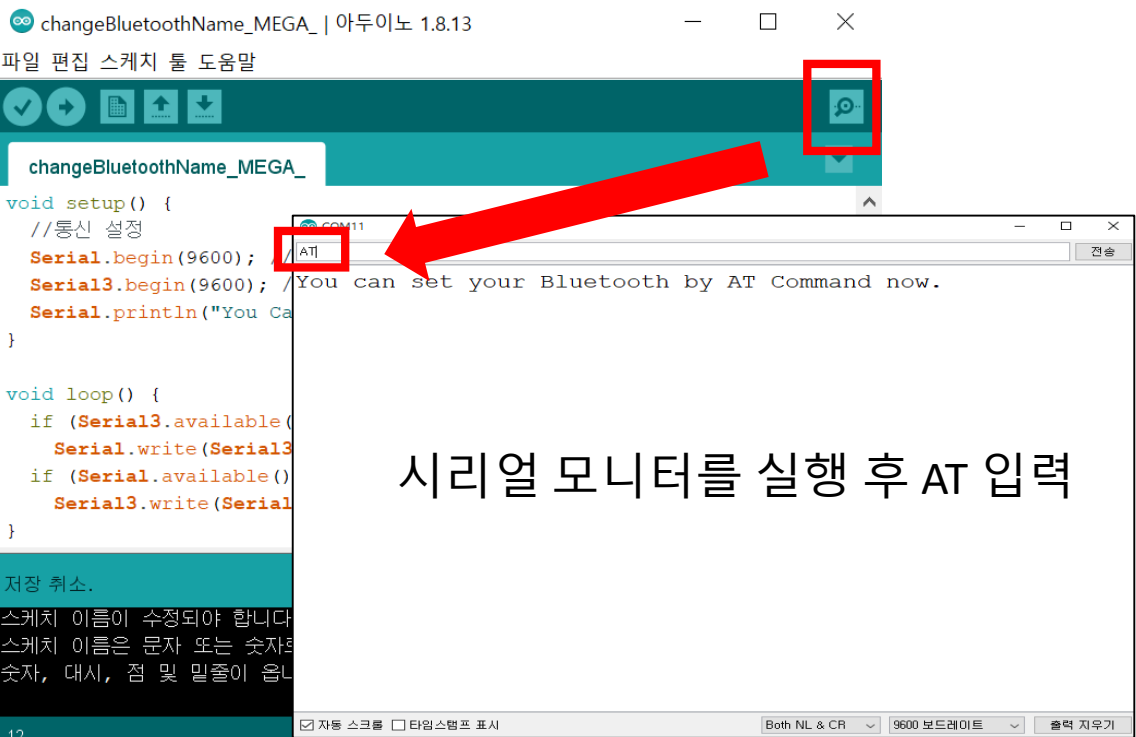 changeBluetoothName_MEGA_ | 아두이노 1.8.13
파일 편집 스케치 툴 도움말
changeBluetoothName_MEGA_
void setup() {
//통신 설정
Serial.begin(9600); //
Serial3.begin(9600); /
Serial.println("You Ca
}
void loop() {
if (Serial3.available(
Serial.write(Serial3
if (Serial.available()
Serial3.write(Serial
}
저장 취소.
스케치 이름이 수정되야 합니다
스케치 이름은 문자 또는 숫자
숫자, 대시, 점 및 밑줄이 옵
12
COM11
AT
전송
You can set your Bluetooth by AT Command now.
시리얼 모니터를 실행 후 AT 입력
자동 스크롤 타임스탬프 표시
Both NL & CR
9600 보드레이트
출력 지우기